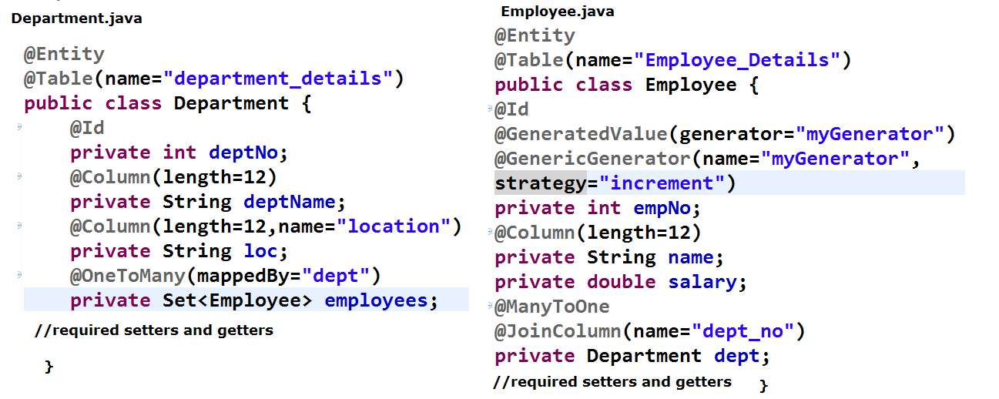 Department.java
@Entity
@Table(name="department_details")
public class Department {
@Id
private int deptNo;
@Column(length=12)
private String deptName;
@Column(length=12,name="location")
private String loc;
@OneToMany(mappedBy="dept")
private Set<Employee> employees;
//required setters and getters
}
Employee.java
@Entity
@Table(name="Employee_Details")
public class Employee {
@Id
@GeneratedValue(generator="myGenerator")
@GenericGenerator(name="myGenerator",
strategy="increment")
private int empNo;
@Column(length=12)
private String name;
private double salary;
@ManyToOne
@JoinColumn(name="dept_no")
private Department dept;
//required setters and getters }